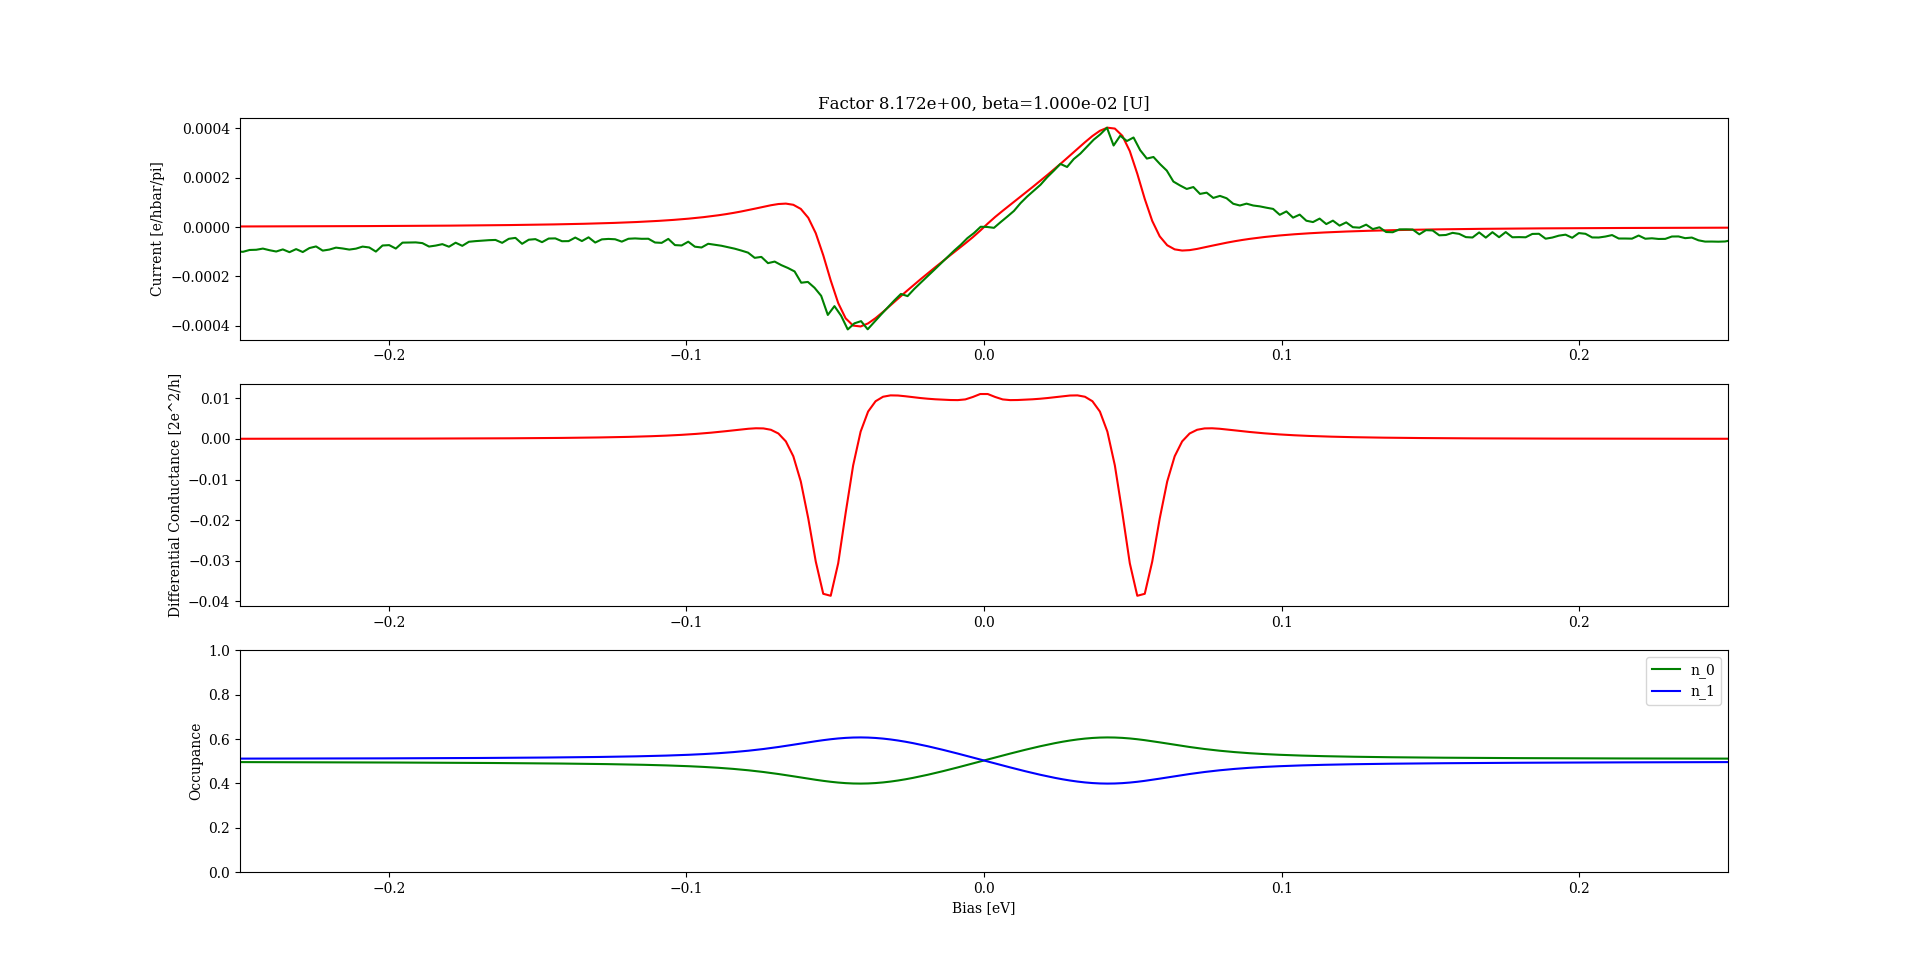 Factor 8.172e+00, beta=1.000e-02 [U]
Current [e/hbar/pi]
0.0004
0.0002
0.0000
−0.0002
−0.0004
−0.2 −0.1 0.0 0.1 0.2
Differential Conductance [2e^2/h]
0.01
0.00
−0.01
−0.02
−0.03
−0.04
−0.2 −0.1 0.0 0.1 0.2
Occupance
1.0
0.8
0.6
0.4
0.2
0.0
n_0
n_1
−0.2 −0.1 0.0 0.1 0.2
Bias [eV]